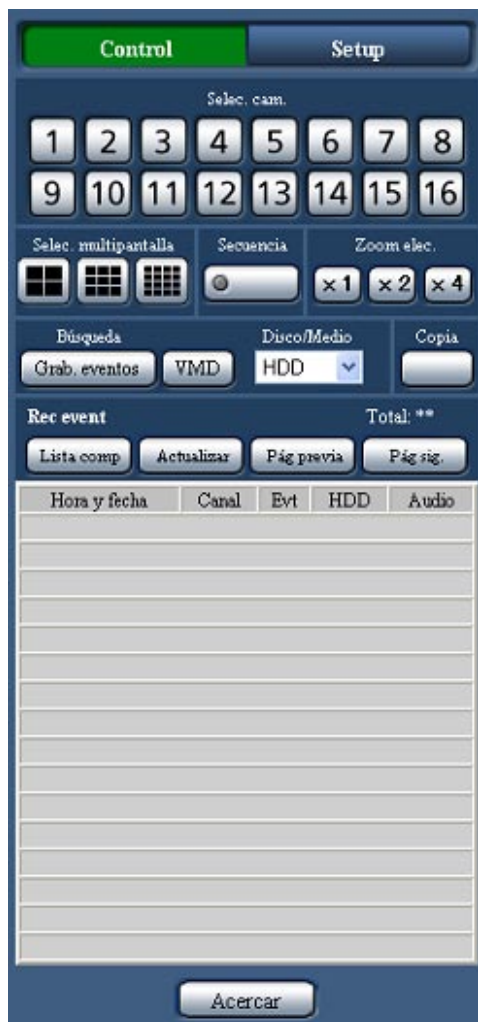 Control Setup
Selec. cam.
1 2 3 4 5 6 7 8
9 10 11 12 13 14 15 16
Selec. multipantalla Secuencia Zoom elec.
x 1 x 2 x 4
Búsqueda Disco/Medio Copia
Grab. eventos VMD HDD
Rec event Total: **
Lista comp Actualizar Pág previa Pág sig.
Hora y fecha Canal Evt HDD Audio
Acercar